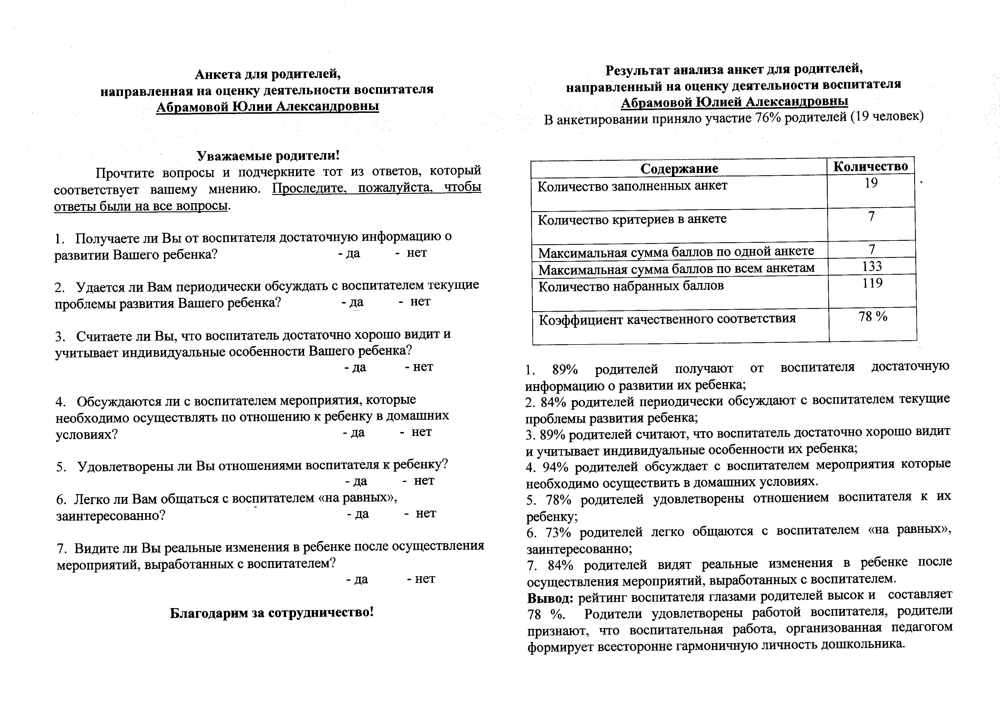 Анкета для родителей,
направленная на оценку деятельности воспитателя
Абрамовой Юлии Александровны
Уважаемые родители!
Прочтите вопросы и подчеркните тот из ответов, который
соответствует вашему мнению. Проследите, пожалуйста, чтобы
ответы были на все вопросы.
1. Получаете ли Вы от воспитателя достаточную информацию о
развитии Вашего ребенка? - да - нет
2. Удается ли Вам периодически обсуждать с воспитателем текущие
проблемы развития Вашего ребенка? - да - нет
3. Считаете ли Вы, что воспитатель достаточно хорошо видит и
учитывает индивидуальные особенности Вашего ребенка?
- да - нет
4. Обсуждаются ли с воспитателем мероприятия, которые
необходимо осуществлять по отношению к ребенку в домашних
условиях? - да - нет
5. Удовлетворены ли Вы отношениями воспитателя к ребенку?
- да - нет
6. Легко ли Вам общаться с воспитателем «на равных»,
заинтересованно? - да - нет
7. Видите ли Вы реальные изменения в ребенке после осуществления
мероприятий, выработанных с воспитателем?
- да - нет
Благодарим за сотрудничество!
Результат анализа анкет для родителей,
направленный на оценку деятельности воспитателя
Абрамовой Юлией Александровны
В анкетировании приняло участие 76% родителей (19 человек)
Содержание Количество
Количество заполненных анкет 19
Количество критериев в анкете 7
Максимальная сумма баллов по одной анкете 7
Максимальная сумма баллов по всем анкетам 133
Количество набранных баллов 119
Коэффициент качественного соответствия 78 %
1. 89% родителей получают от воспитателя достаточную
информацию о развитии их ребенка;
2. 84% родителей периодически обсуждают с воспитателем текущие
проблемы развития ребенка;
3. 89% родителей считают, что воспитатель достаточно хорошо видит
и учитывает индивидуальные особенности их ребенка;
4. 94% родителей обсуждает с воспитателем мероприятия которые
необходимо осуществить в домашних условиях.
5. 78% родителей удовлетворены отношением воспитателя к их
ребенку;
6. 73% родителей легко общаются с воспитателем «на равных»,
заинтересованно;
7. 84% родителей видят реальные изменения в ребенке после
осуществления мероприятий, выработанных с воспитателем.
Вывод: рейтинг воспитателя глазами родителей высок и составляет
78 %. Родители удовлетворены работой воспитателя, родители
признают, что воспитательная работа, организованная педагогом
формирует всесторонне гармоничную личность дошкольника.